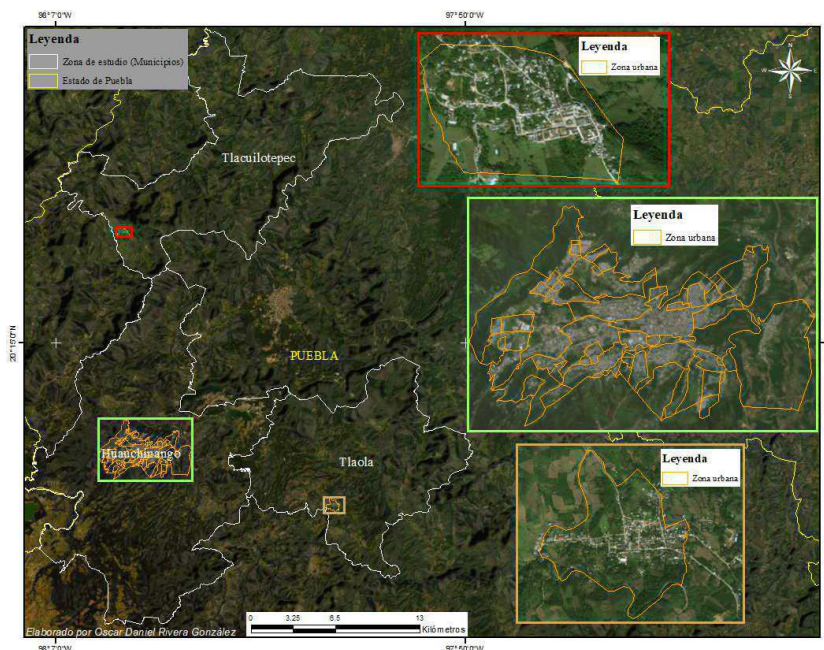 98°7'0"W
97°50'0"W
Leyenda
Zona de estudio (Municipios)
Estado de Puebla
Leyenda
Zona urbana
N
W
E
S
Tlacuilotepec
Leyenda
Zona urbana
20°15'0"N
PUEBLA
Huauchinango
Tlaola
Leyenda
Zona urbana
0 3.25 6.5 13
Kilómetros
Elaborado por Oscar Daniel Rivera González
98°7'0"W
97°50'0"W